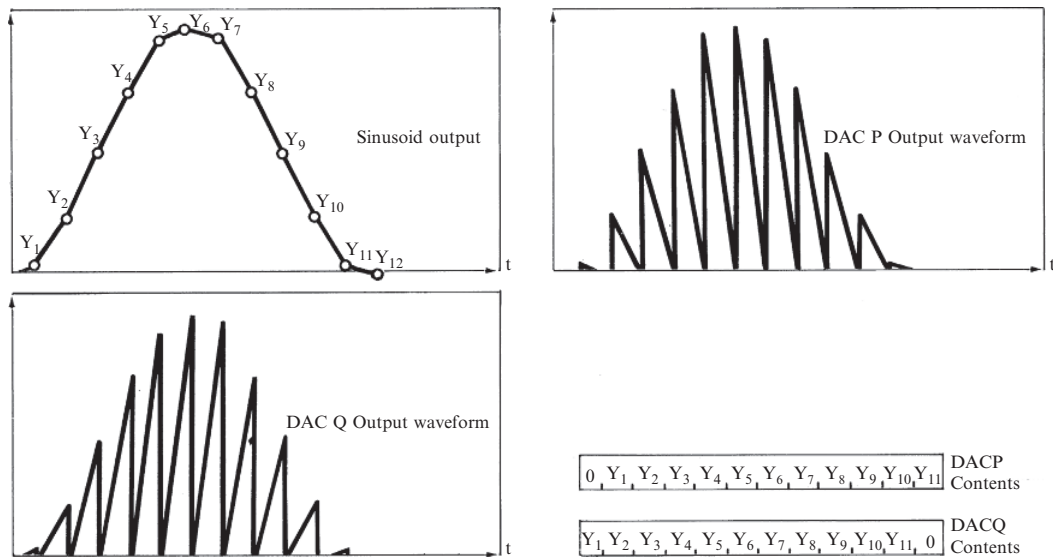 Y₁
Y₂
Y₃
Y₄
Y₅
Y₆
Y₇
Y₈
Y₉
Y₁₀
Y₁₁
Y₁₂
Sinusoid output
t
DAC P Output waveform
t
DAC Q Output waveform
t
0 Y₁ Y₂ Y₃ Y₄ Y₅ Y₆ Y₇ Y₈ Y₉ Y₁₀ Y₁₁
DACP
Contents
Y₁ Y₂ Y₃ Y₄ Y₅ Y₆ Y₇ Y₈ Y₉ Y₁₀ Y₁₁ 0
DACQ
Contents